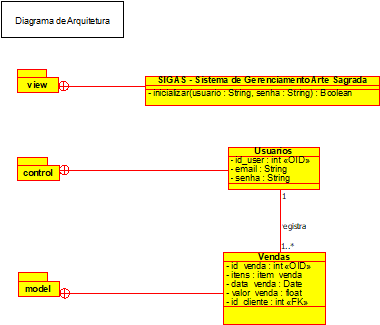 Diagrama de Arquitetura
view
SIGAS - Sistema de Gerenciamento Arte Sagrada
- inicializar(usuario : String, senha : String) : Boolean
control
Usuarios
- id_user : int «OID»
- email : String
- senha : String
1
registra
1..*
model
Vendas
- id_venda : int «OID»
- itens : item_venda
- data_venda : Date
- valor_venda : float
- id_cliente : int «FK»